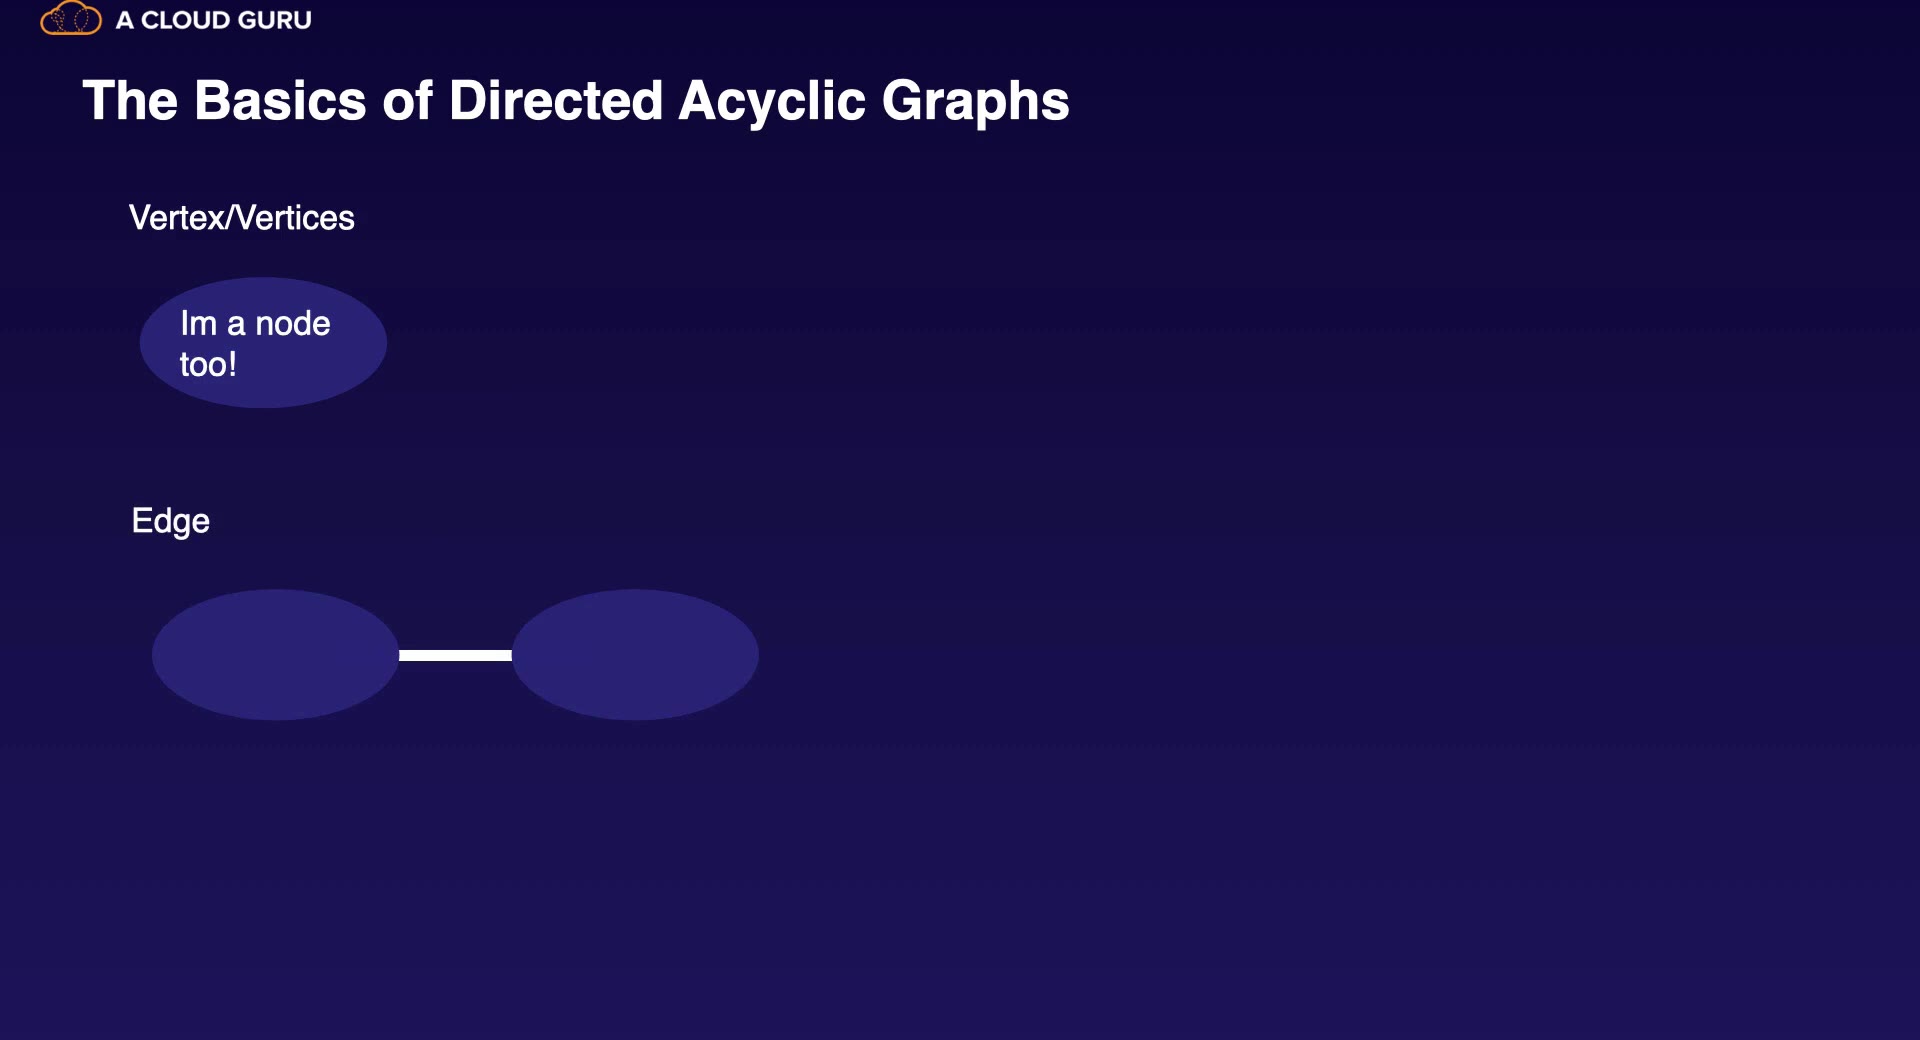 A CLOUD GURU
The Basics of Directed Acyclic Graphs
Vertex/Vertices
Im a node
too!
Edge